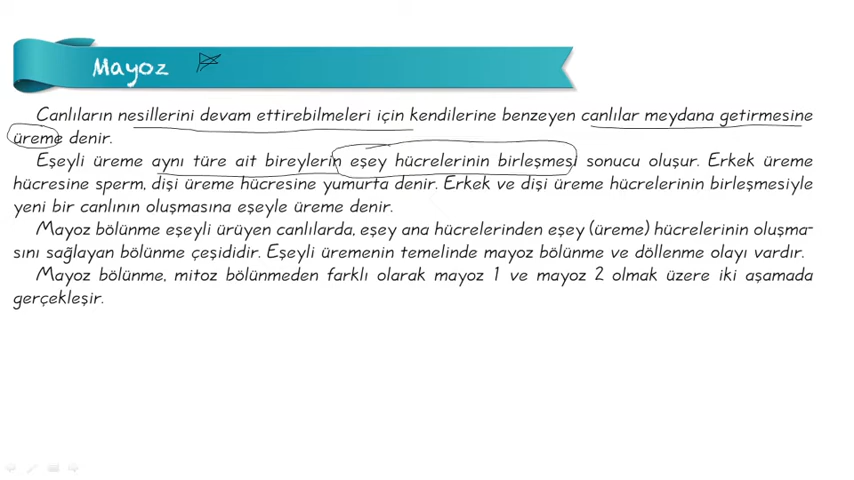 Mayoz
Canlıların nesillerini devam ettirebilmeleri için kendilerine benzeyen canlılar meydana getirmesine
üreme denir.
Eşeyli üreme aynı türe ait bireylerin eşey hücrelerinin birleşmesi sonucu oluşur. Erkek üreme
hücresine sperm, dişi üreme hücresine yumurta denir. Erkek ve dişi üreme hücrelerinin birleşmesiyle
yeni bir canlının oluşmasına eşeyle üreme denir.
Mayoz bölünme eşeyli ürüyen canlılarda, eşey ana hücrelerinden eşey (üreme) hücrelerinin oluşma-
sını sağlayan bölünme çeşididir. Eşeyli üremenin temelinde mayoz bölünme ve döllenme olayı vardır.
Mayoz bölünme, mitoz bölünmeden farklı olarak mayoz 1 ve mayoz 2 olmak üzere iki aşamada
gerçekleşir.